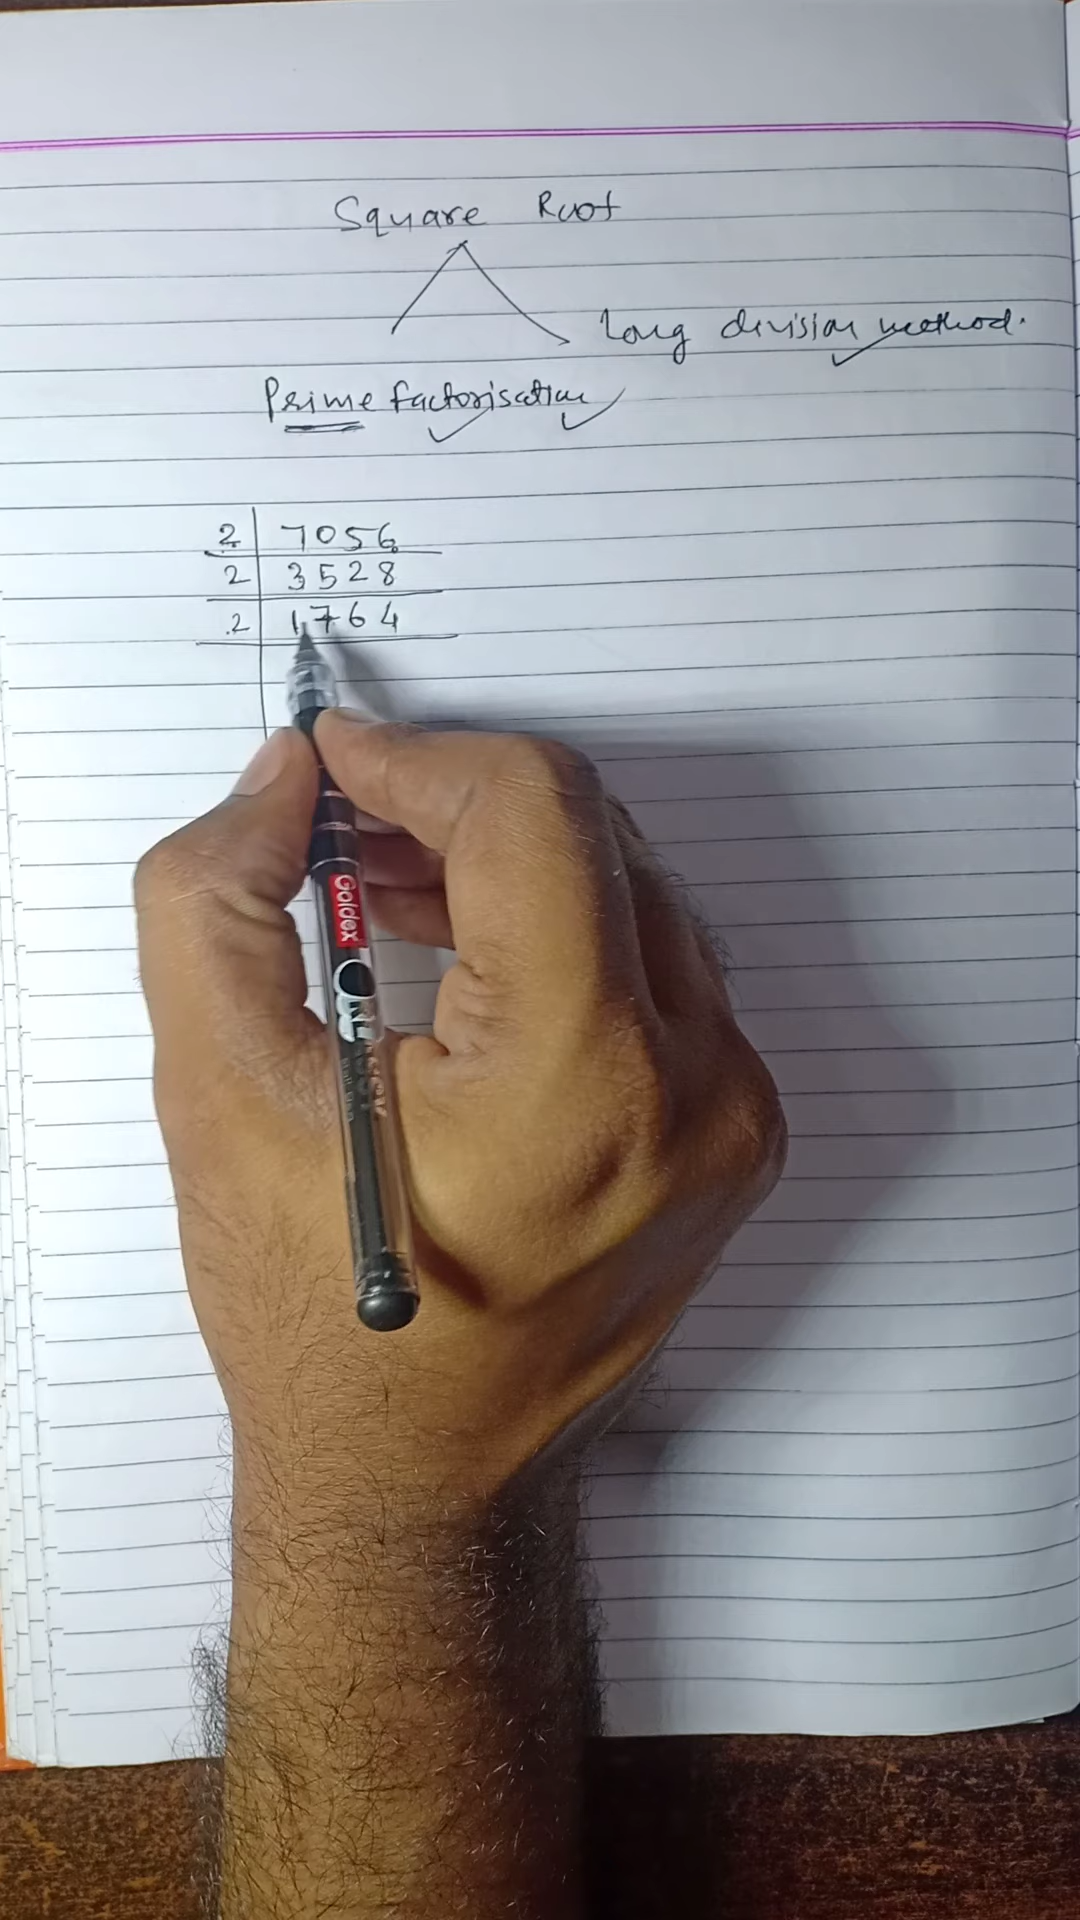 Square Root
Long division method.
Prime factorisation
2 7056
2 3528
2 1764
Goldex